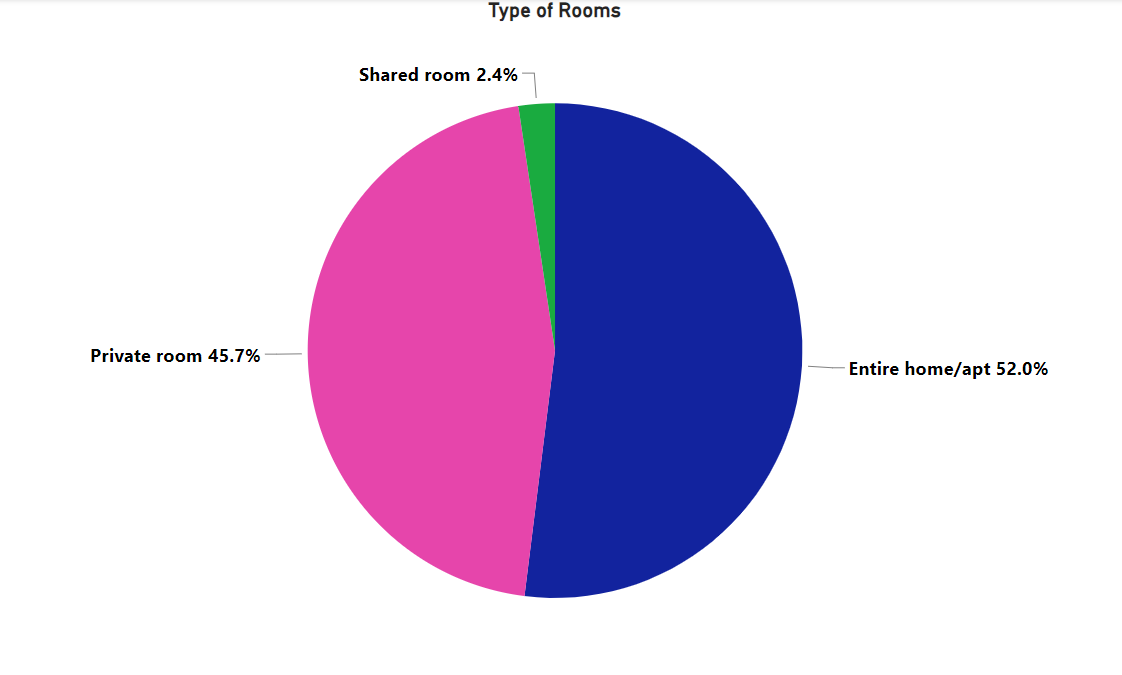 Type of Rooms
Shared room 2.4%
Private room 45.7%
Entire home/apt 52.0%